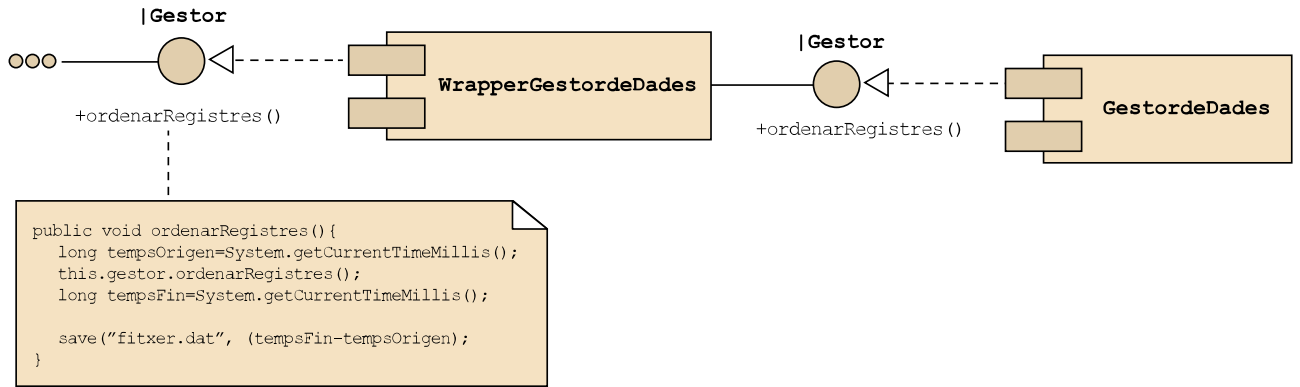 |Gestor
+ordenarRegistres()
WrapperGestordeDades
|Gestor
+ordenarRegistres()
GestordeDades
public void ordenarRegistres(){
long tempsOrigen=System.getCurrentTimeMillis();
this.gestor.ordenarRegistres();
long tempsFin=System.getCurrentTimeMillis();
save(”fitxer.dat”, (tempsFin-tempsOrigen);
}